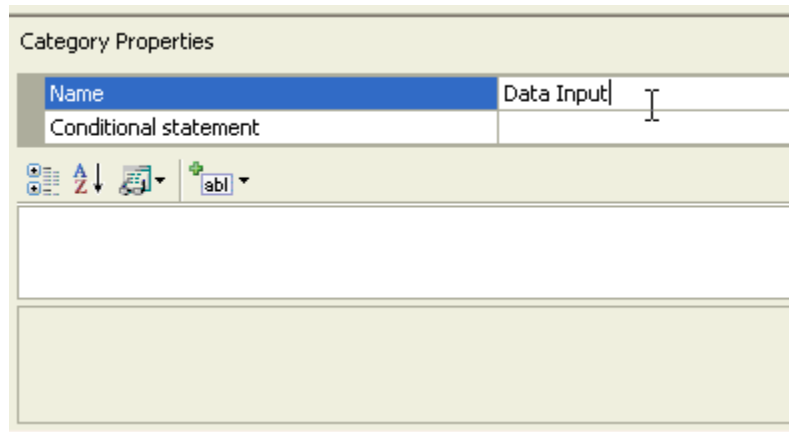 Category Properties
Name Data Input
Conditional statement
A
Z
abl